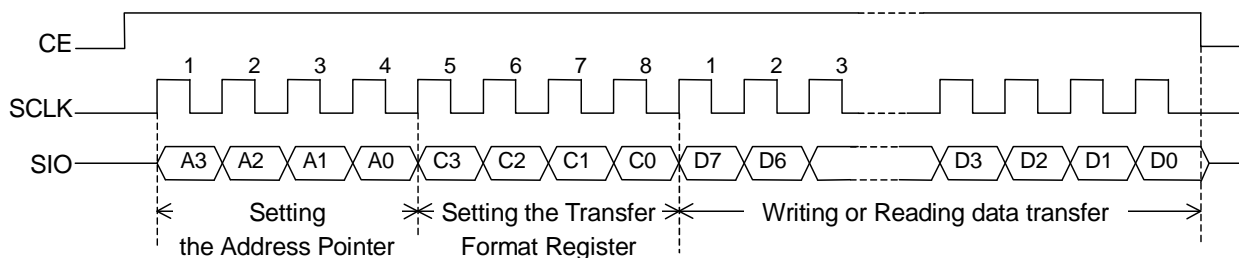 CE
1 2 3 4 5 6 7 8 1 2 3
SCLK
SIO A3 A2 A1 A0 C3 C2 C1 C0 D7 D6 D3 D2 D1 D0
Setting Setting the Transfer Writing or Reading data transfer
the Address Pointer Format Register